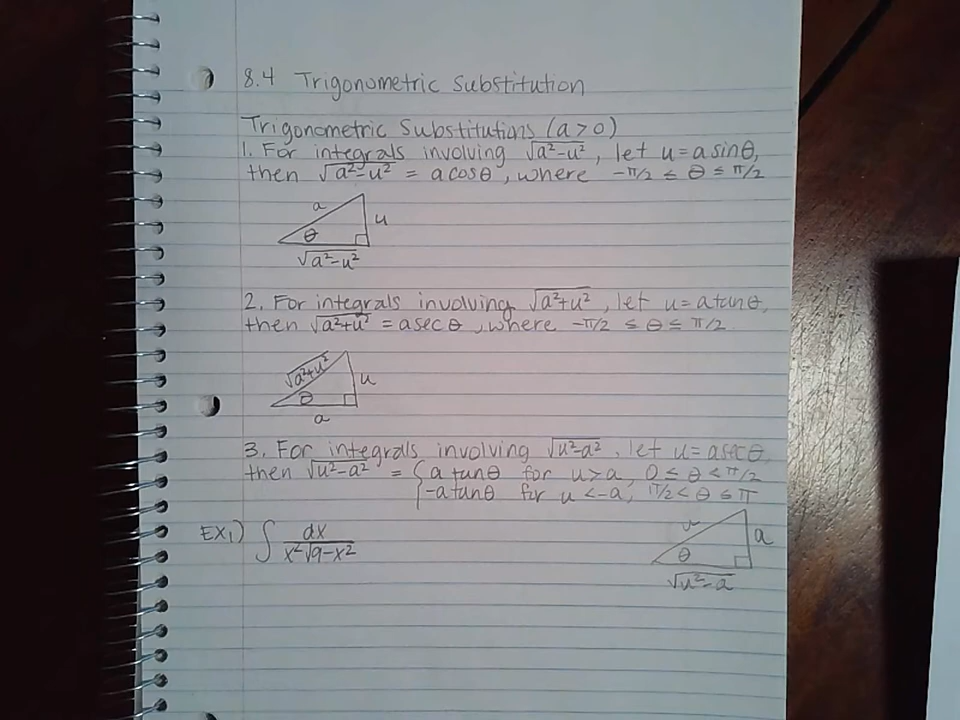 8.4 Trigonometric Substitution
Trigonometric Substitutions (a > 0)
1. For integrals involving √(a²-u²), let u = a sinθ,
then √(a²-u²) = a cosθ, where -π/2 ≤ θ ≤ π/2
a
u
θ
√(a²-u²)
2. For integrals involving √(a²+u²), let u = a tanθ,
then √(a²+u²) = a sec θ, where -π/2 ≤ θ ≤ π/2
√(a²+u²)
u
θ
a
3. For integrals involving √(u²-a²), let u = a secθ,
then √(u²-a²) = { a tanθ for u > a, 0 ≤ θ < π/2
-a tanθ for u < -a, π/2 < θ ≤ π
u
a
θ
√(u²-a)
EX1) ∫ dx / (x²√(9-x²))